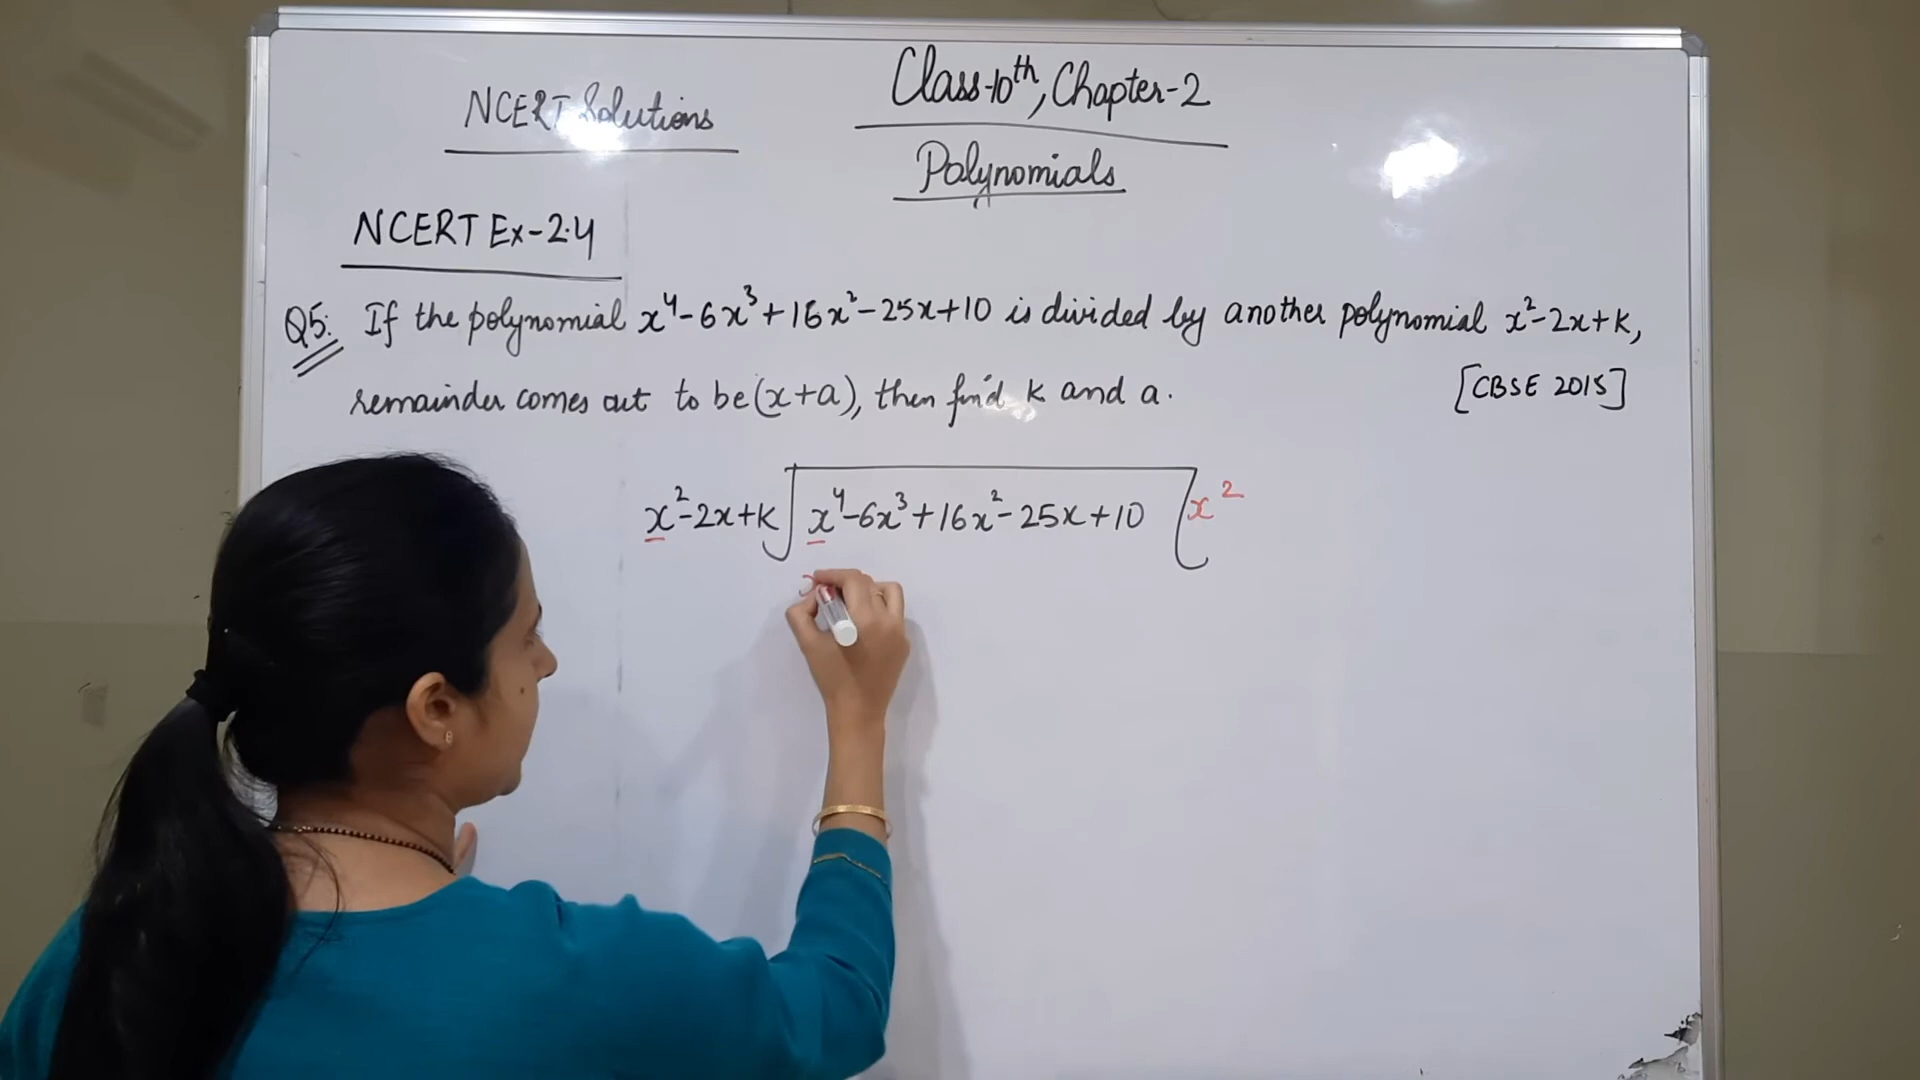 NCERT Solutions
Class-10th, Chapter-2
Polynomials
NCERT Ex-2.4
Q5: If the polynomial x⁴-6x³+16x²-25x+10 is divided by another polynomial x²-2x+k,
remainder comes out to be (x+a), then find k and a.
[CBSE 2015]
x²-2x+k x⁴-6x³+16x²-25x+10 x²